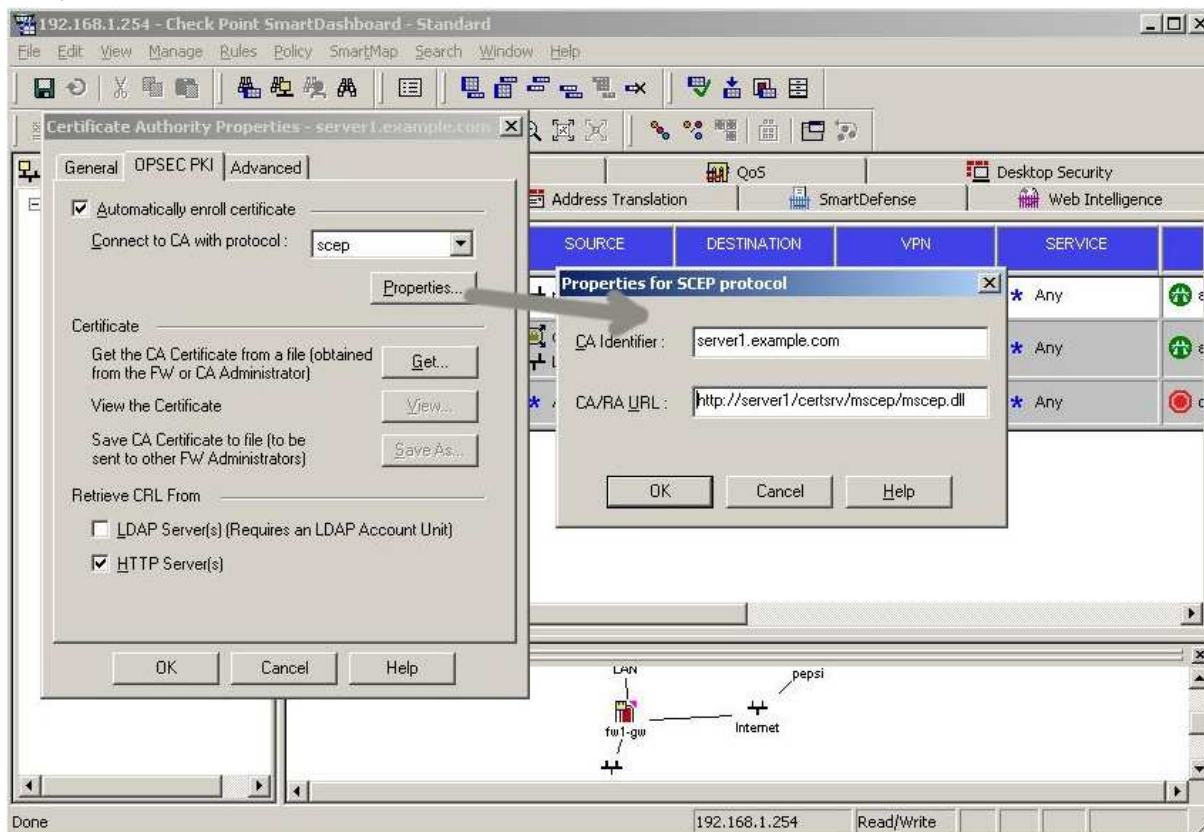 192.168.1.254 - Check Point SmartDashboard - Standard
File Edit View Manage Rules Policy SmartMap Search Window Help
Certificate Authority Properties - server1.example.com
General OPSEC PKI Advanced
Automatically enroll certificate
Connect to CA with protocol : scep
Properties...
Certificate
Get the CA Certificate from a file (obtained
from the FW or CA Administrator)
Get...
View the Certificate
View...
Save CA Certificate to file (to be
sent to other FW Administrators)
Save As...
Retrieve CRL From
LDAP Server(s) (Requires an LDAP Account Unit)
HTTP Server(s)
OK Cancel Help
QoS Desktop Security
Address Translation SmartDefense Web Intelligence
SOURCE DESTINATION VPN SERVICE
* Any
* Any
* Any
Properties for SCEP protocol
CA Identifier : server1.example.com
CA/RA URL : http://server1/certsrv/mscep/mscep.dll
OK Cancel Help
LAN
pepsi
fw1-gw
Internet
Done 192.168.1.254 Read/Write